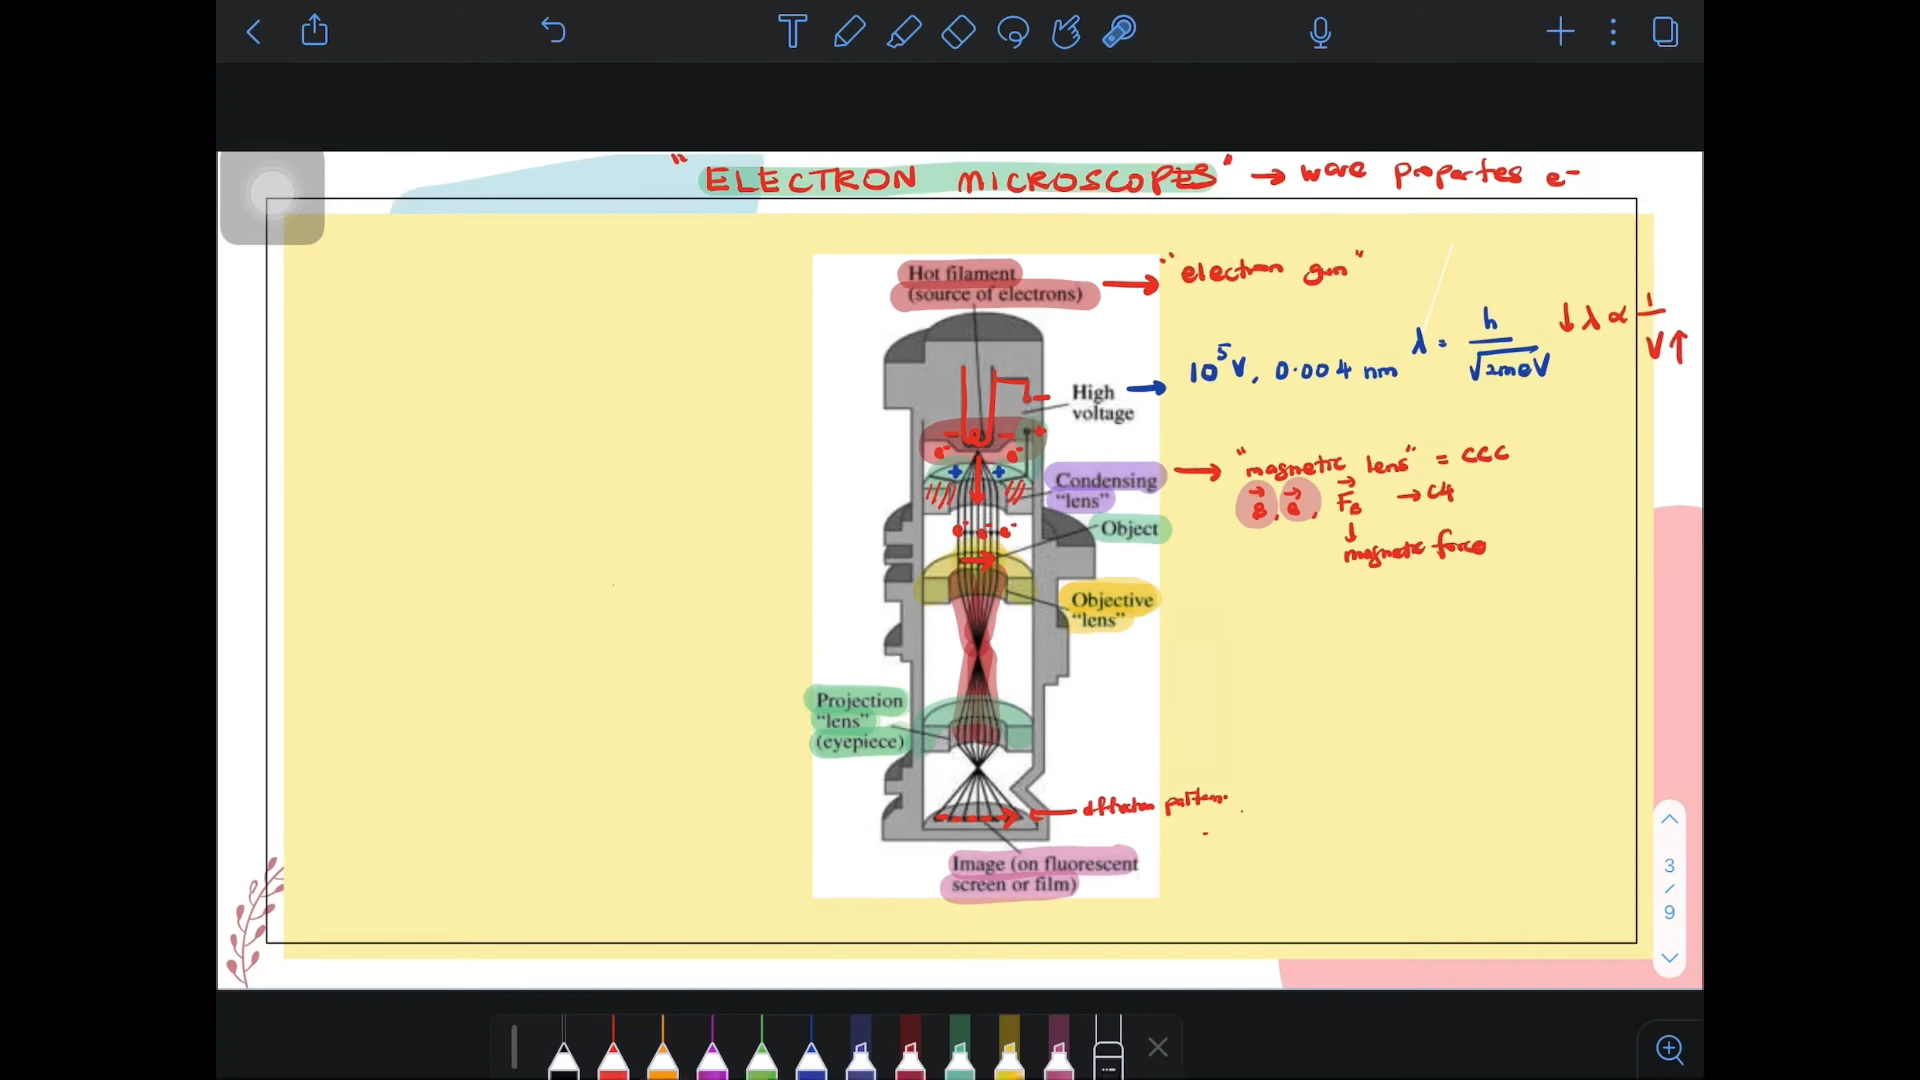 "ELECTRON MICROSCOPES" → wave properties e⁻
Hot filament
(source of electrons)
"electron gun"
λ = h / √2meV
↓ λ ∝ 1 / V↑
10⁵ V, 0.004 nm
High
voltage
Condensing
"lens"
"magnetic lens" = CCC
B, e, F_B → C4
magnetic force
Object
Objective
"lens"
Projection
"lens"
(eyepiece)
diffraction pattern
Image (on fluorescent
screen or film)
e⁻ e⁻
+ +
e⁻ e⁻ e⁻
3
/
9